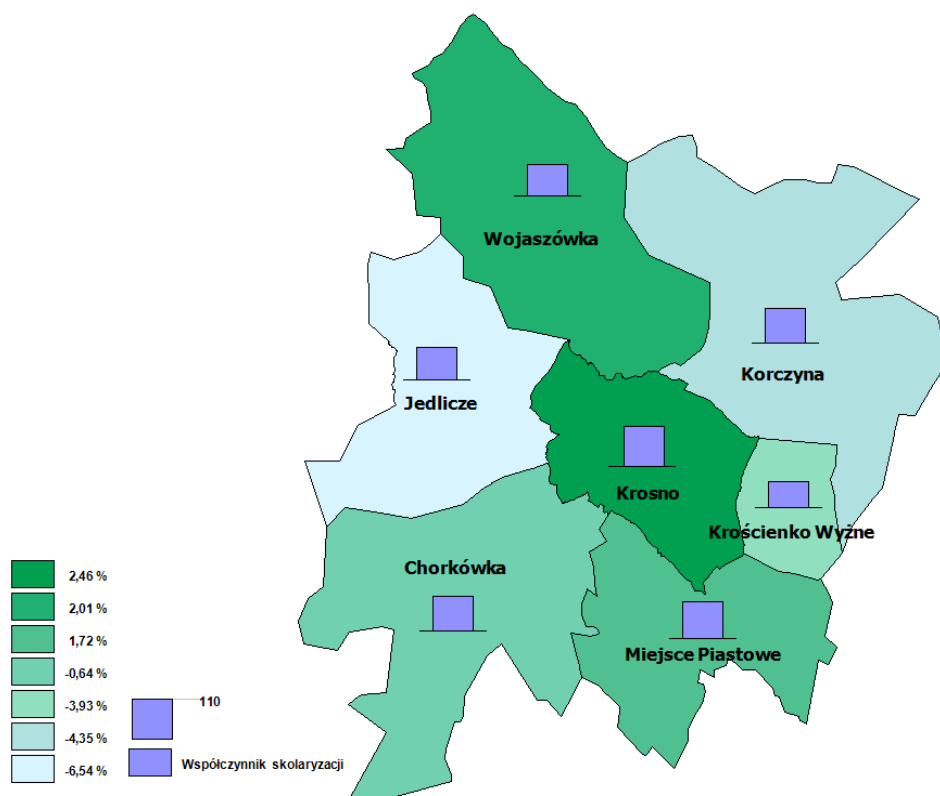 Wojaszówka
Korczyna
Jedlicze
Krosno
Krościenko Wyżne
Chorkówka
Miejsce Piastowe
2,46 %
2,01 %
1,72 %
-0,64 %
-3,93 %
-4,35 %
-6,54 %
110
Współczynnik skolaryzacji